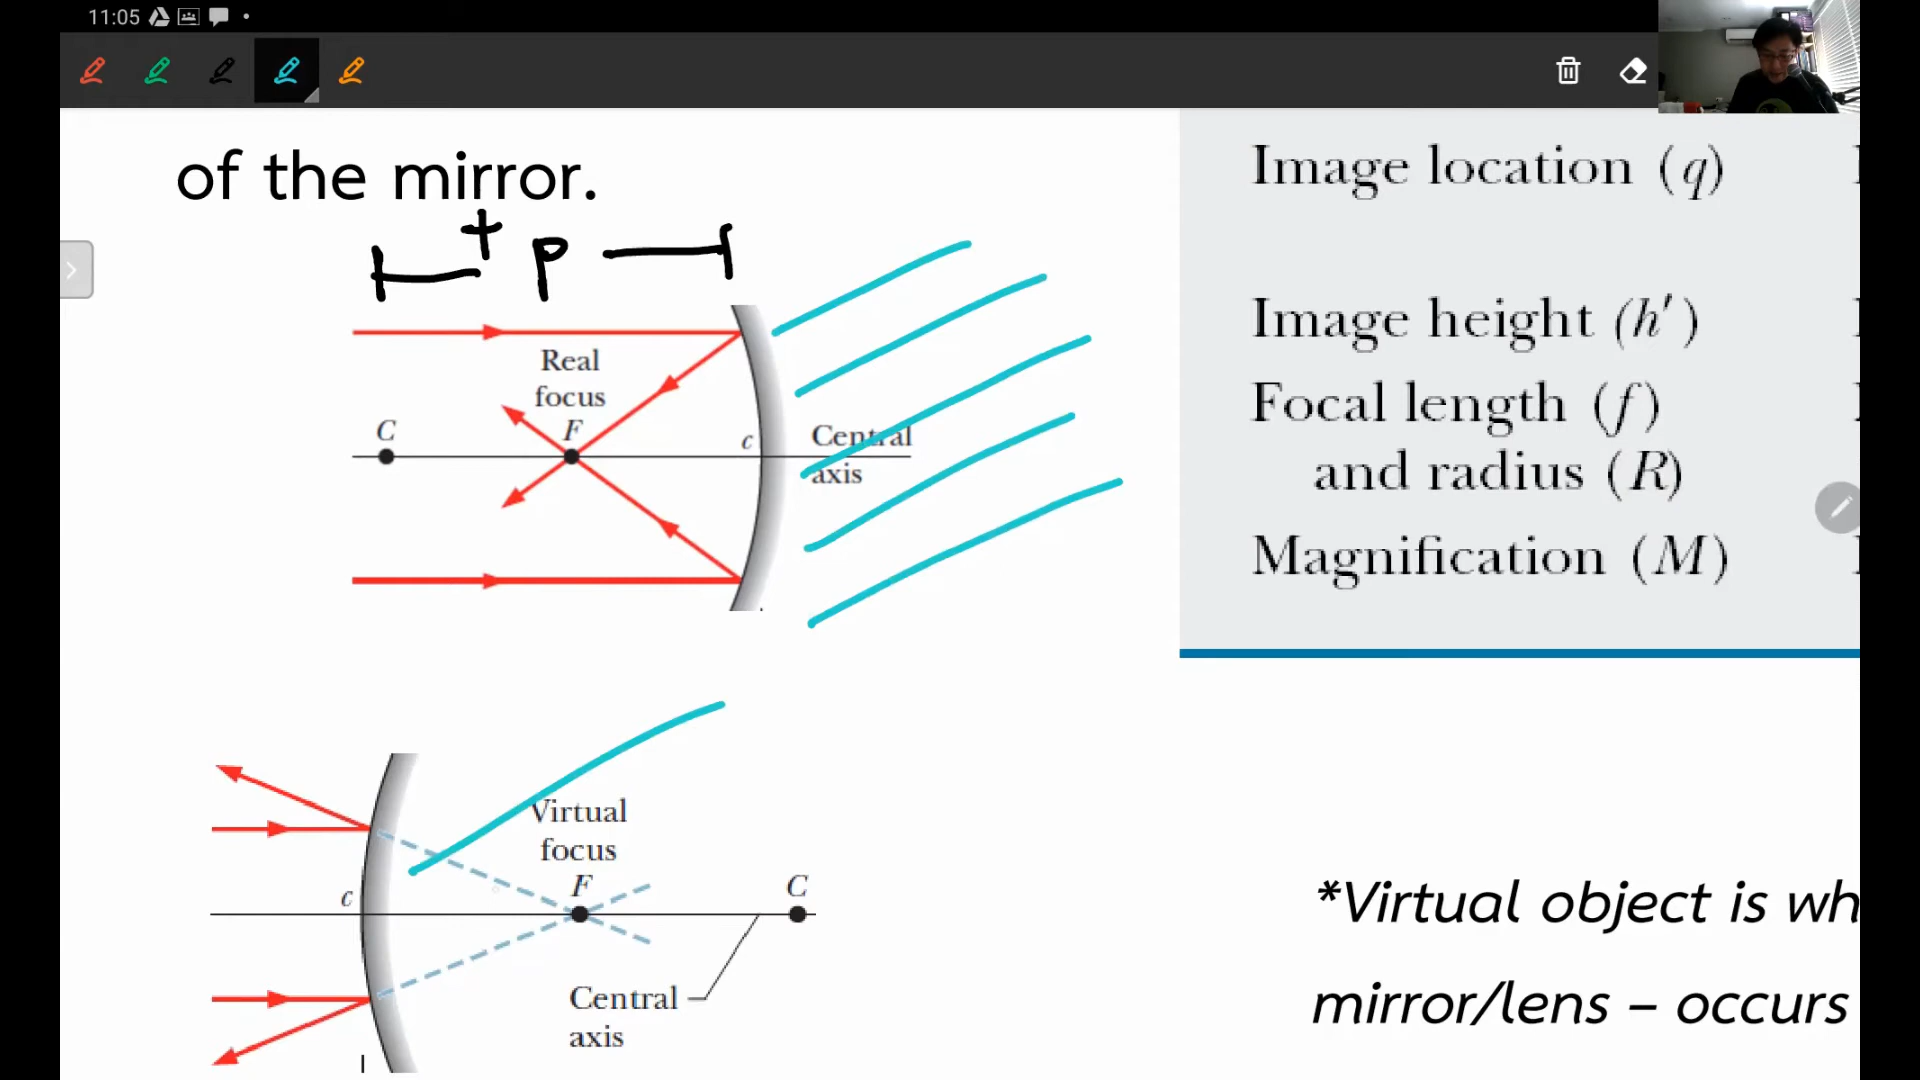 11:05
of the mirror.
+ p
Real
focus
F
C
c
Central
axis
Image location (q)
Image height (h′)
Focal length (f)
and radius (R)
Magnification (M)
Virtual
focus
F
C
c
Central
axis
*Virtual object is wh
mirror/lens – occurs